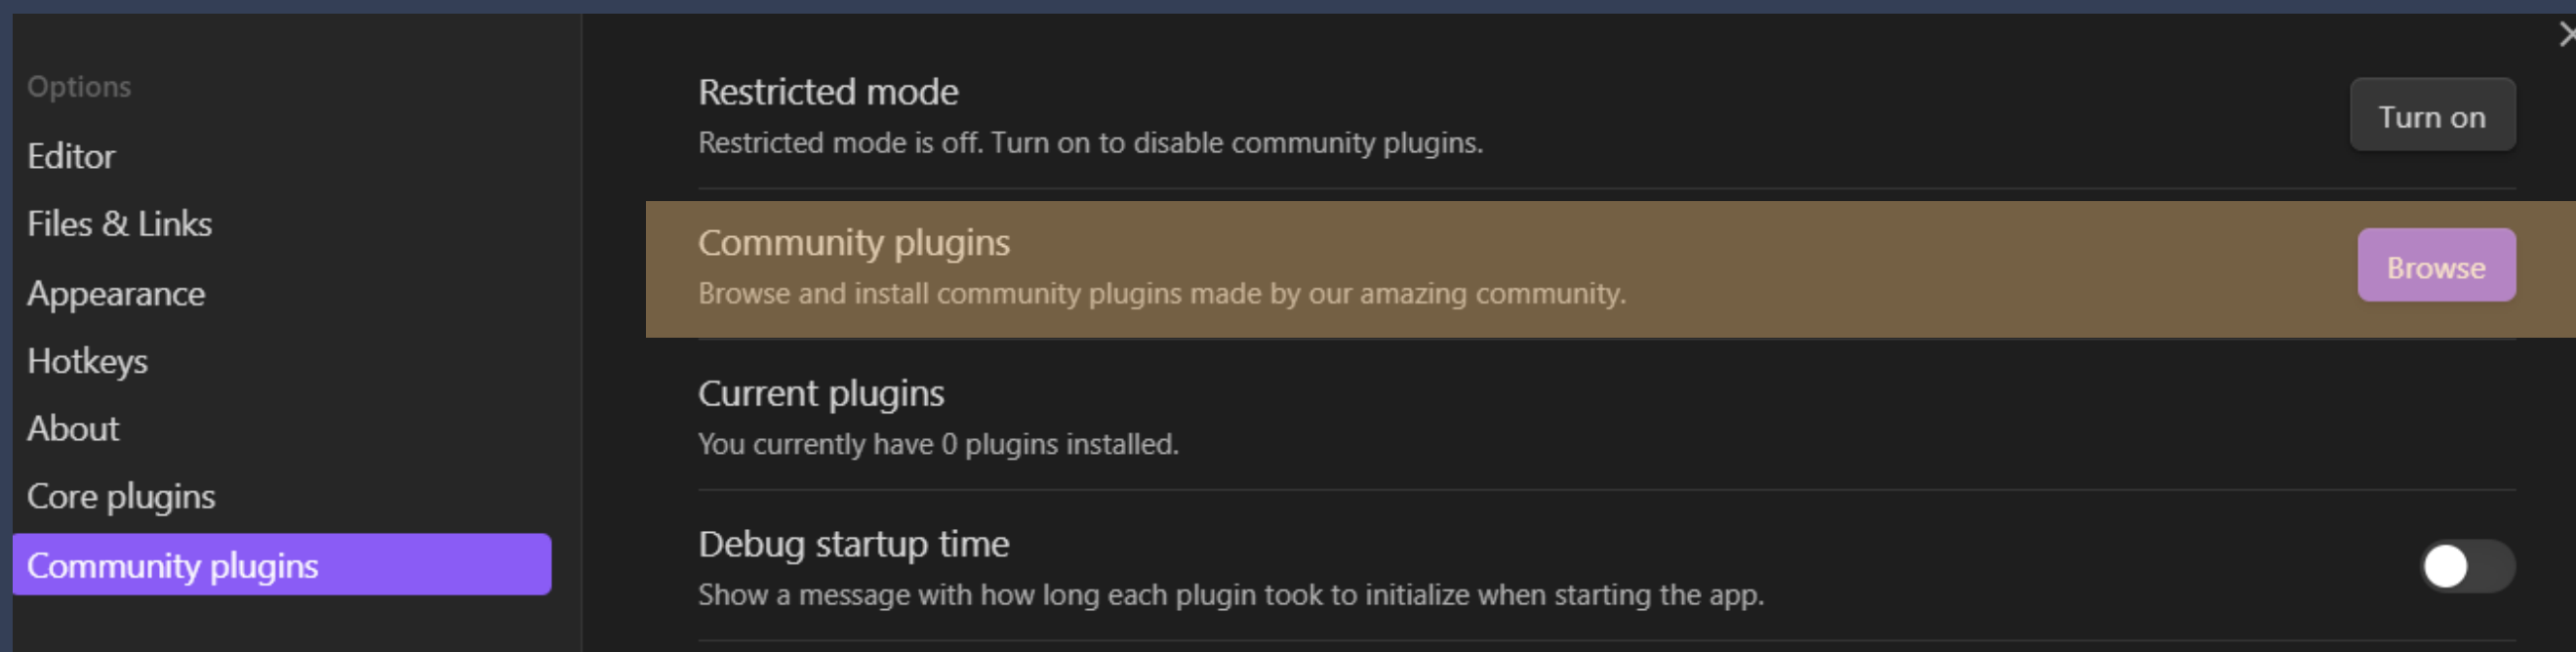 Options
Editor
Files & Links
Appearance
Hotkeys
About
Core plugins
Community plugins
Restricted mode
Restricted mode is off. Turn on to disable community plugins.
Turn on
Community plugins
Browse and install community plugins made by our amazing community.
Browse
Current plugins
You currently have 0 plugins installed.
Debug startup time
Show a message with how long each plugin took to initialize when starting the app.